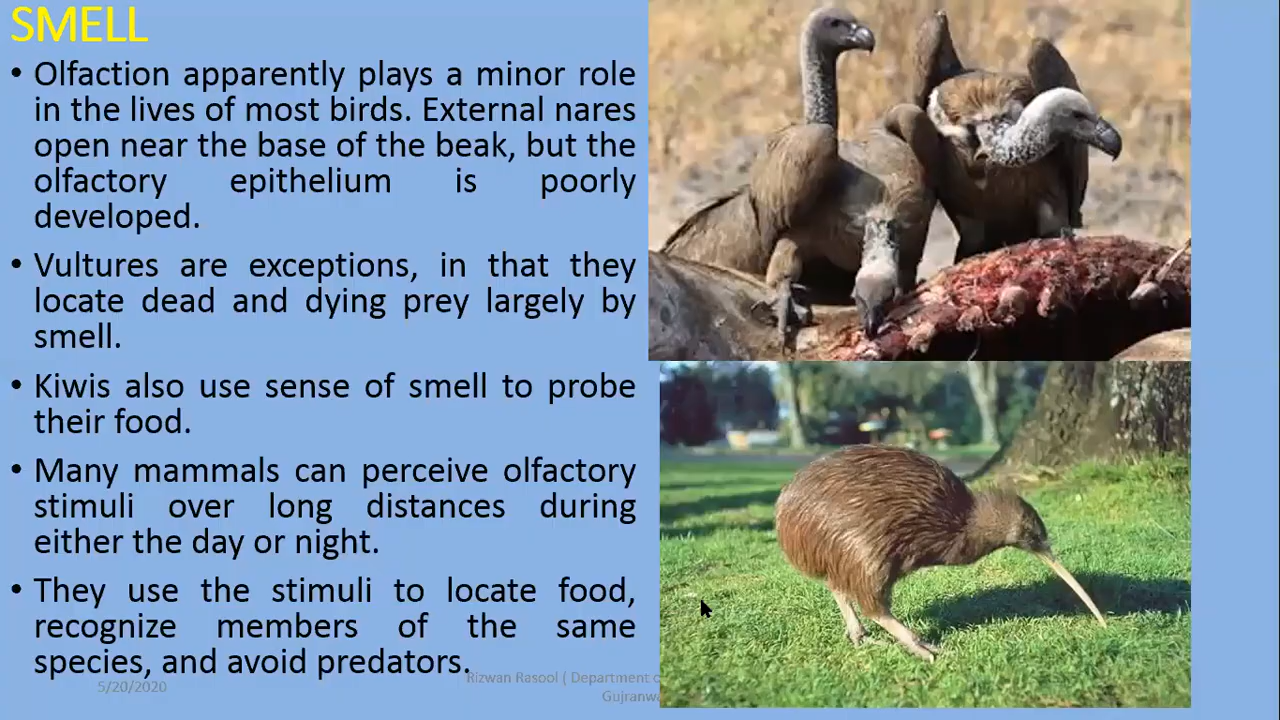 SMELL
• Olfaction apparently plays a minor role
in the lives of most birds. External nares
open near the base of the beak, but the
olfactory epithelium is poorly
developed.
• Vultures are exceptions, in that they
locate dead and dying prey largely by
smell.
• Kiwis also use sense of smell to probe
their food.
• Many mammals can perceive olfactory
stimuli over long distances during
either the day or night.
• They use the stimuli to locate food,
recognize members of the same
species, and avoid predators.
Rizwan Rasool ( Department
5/20/2020